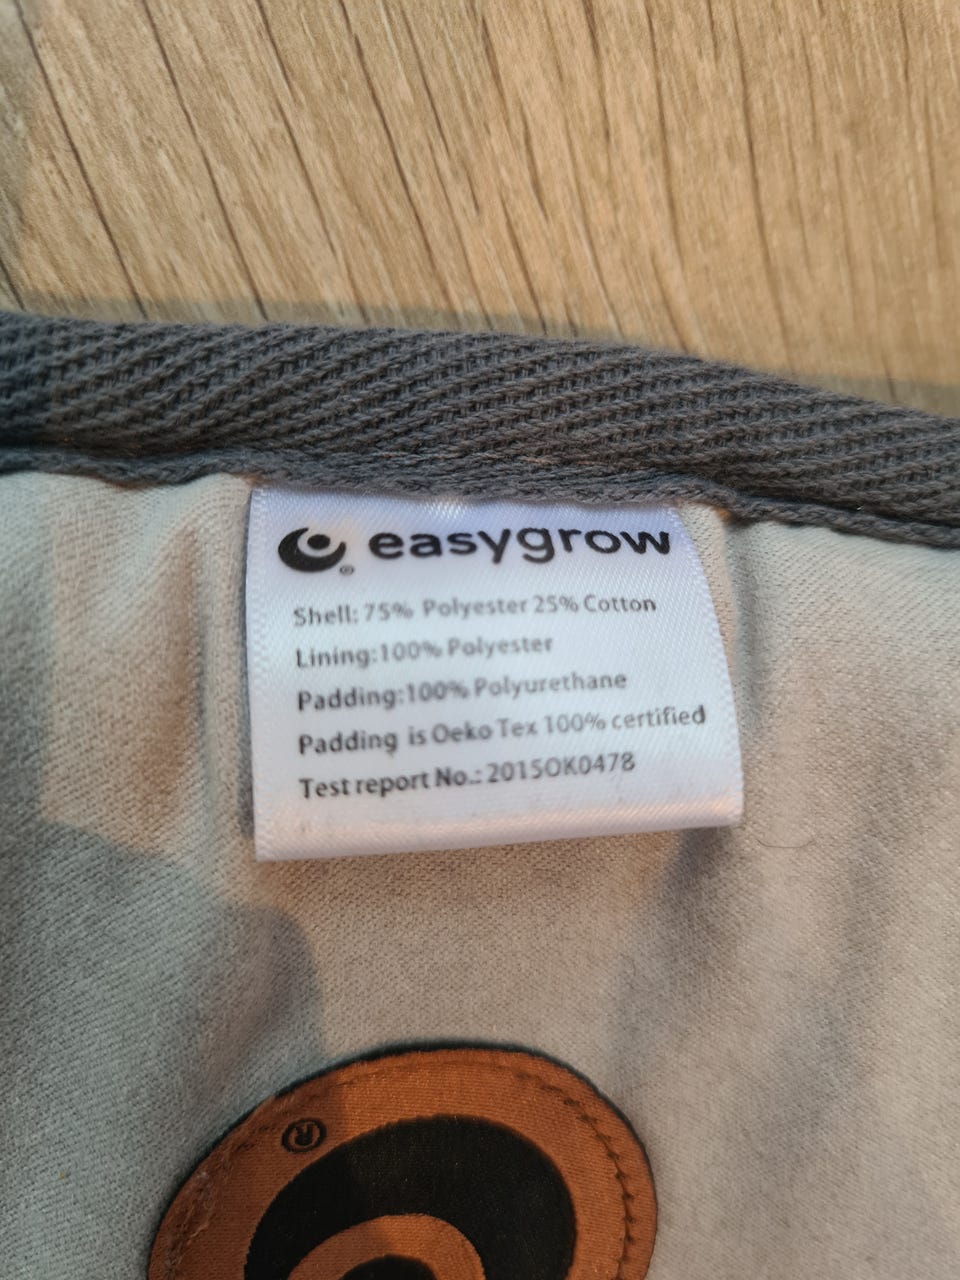 easygrow
®
Shell: 75% Polyester 25% Cotton
Lining:100% Polyester
Padding:100% Polyurethane
Padding is Oeko Tex 100% certified
Test report No.: 2015OK0478
®